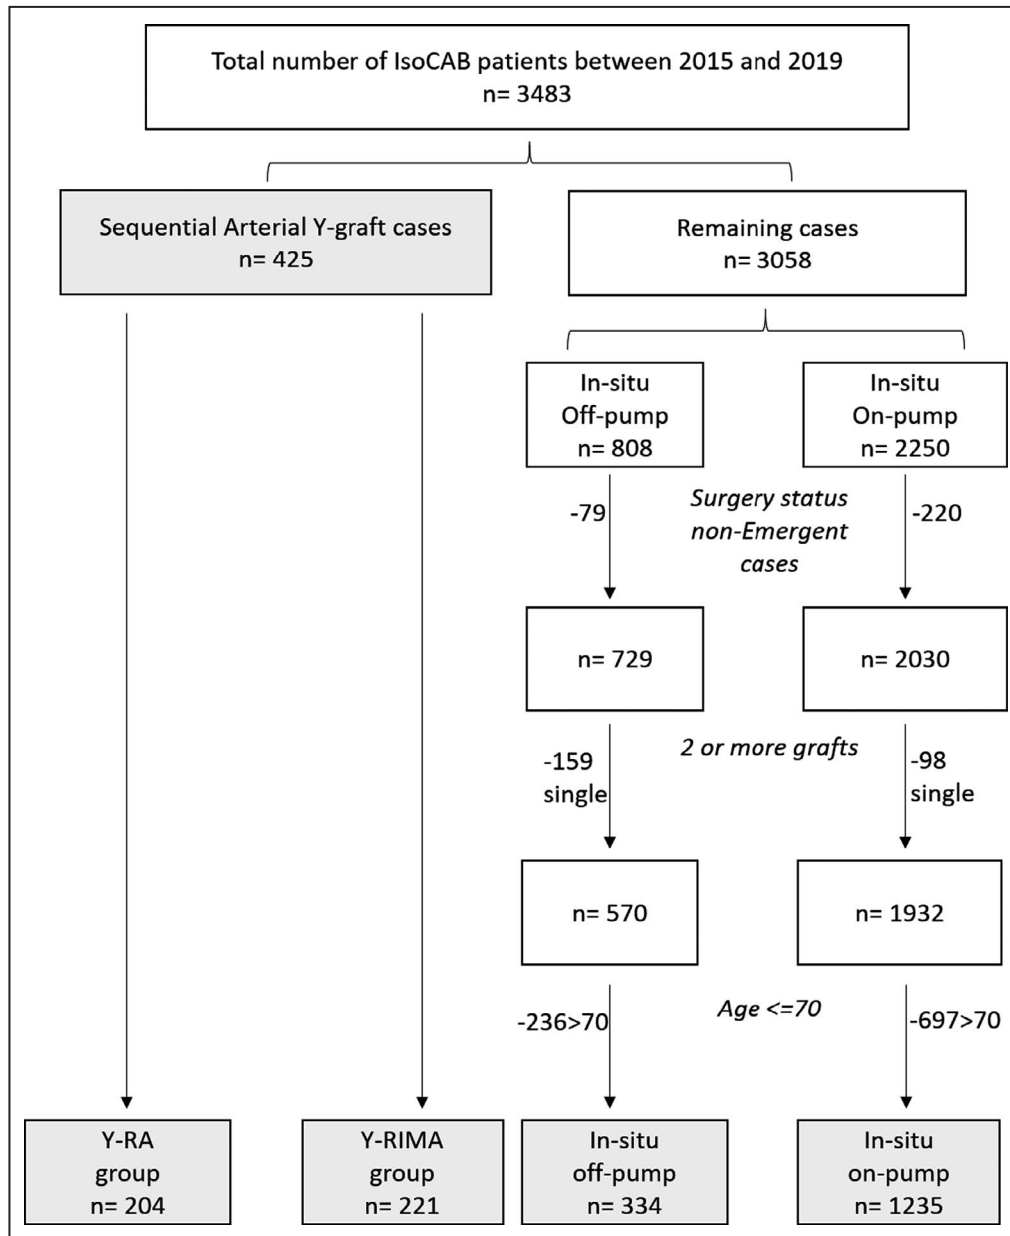 Total number of IsoCAB patients between 2015 and 2019
n= 3483
Sequential Arterial Y-graft cases
n= 425
Remaining cases
n= 3058
In-situ
Off-pump
n= 808
In-situ
On-pump
n= 2250
-79
Surgery status
non-Emergent
cases
-220
n= 729
n= 2030
-159
single
2 or more grafts
-98
single
n= 570
n= 1932
-236>70
Age <=70
-697>70
Y-RA
group
n= 204
Y-RIMA
group
n= 221
In-situ
off-pump
n= 334
In-situ
on-pump
n= 1235